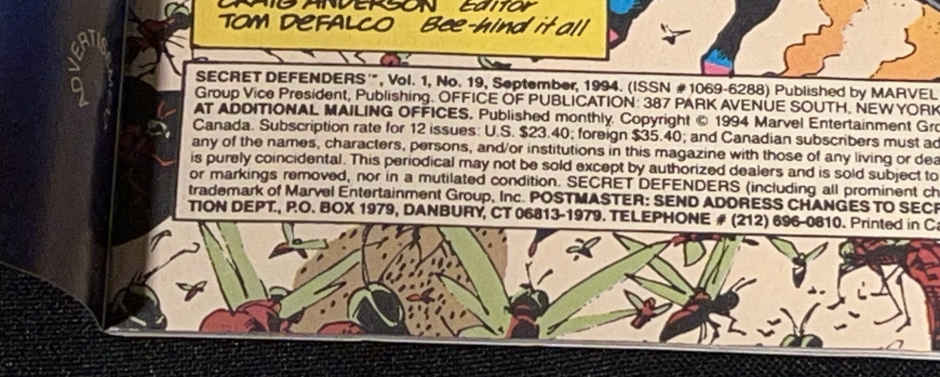 CRAIG ANDERSON Editor
TOM DEFALCO Bee-hind it all
ADVERTISEMENT
SECRET DEFENDERS™, Vol. 1, No. 19, September, 1994. (ISSN #1069-6288) Published by MARVEL
Group Vice President, Publishing. OFFICE OF PUBLICATION: 387 PARK AVENUE SOUTH, NEW YORK
AT ADDITIONAL MAILING OFFICES. Published monthly. Copyright © 1994 Marvel Entertainment Gro
Canada. Subscription rate for 12 issues: U.S. $23.40; foreign $35.40; and Canadian subscribers must ad
any of the names, characters, persons, and/or institutions in this magazine with those of any living or dea
is purely coincidental. This periodical may not be sold except by authorized dealers and is sold subject to
or markings removed, nor in a mutilated condition. SECRET DEFENDERS (including all prominent ch
trademark of Marvel Entertainment Group, Inc. POSTMASTER: SEND ADDRESS CHANGES TO SECR
TION DEPT., P.O. BOX 1979, DANBURY, CT 06813-1979. TELEPHONE # (212) 696-0810. Printed in Ca